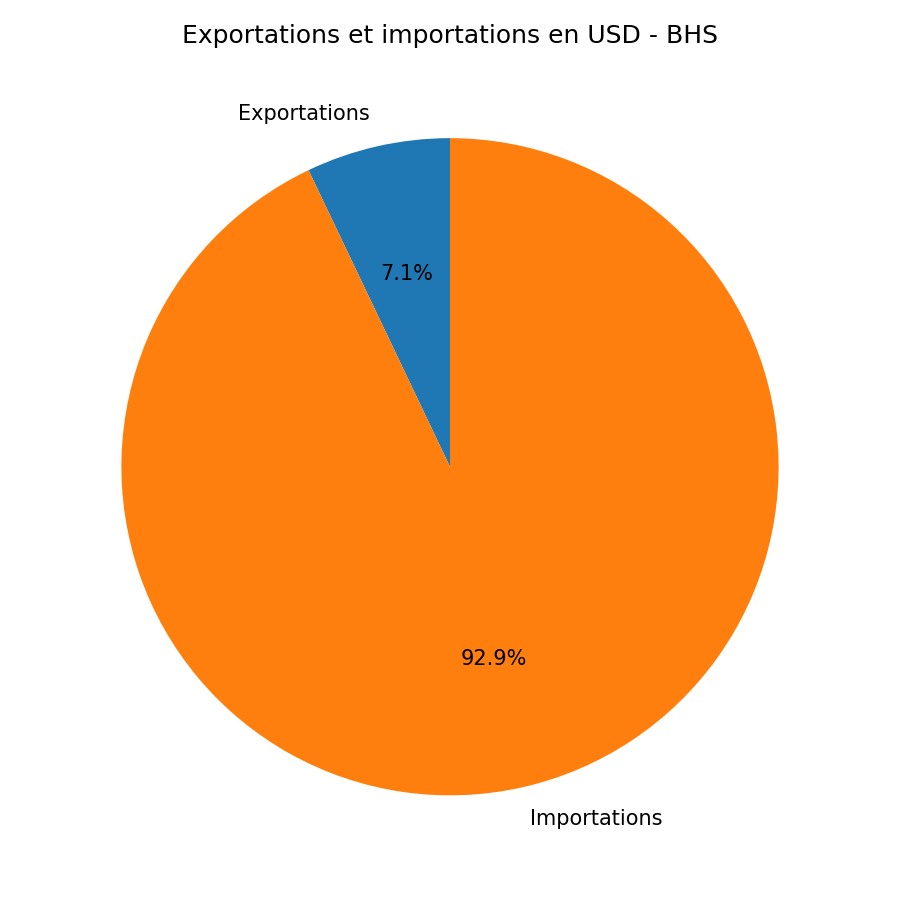 Exportations et importations en USD - BHS
Exportations
7.1%
92.9%
Importations